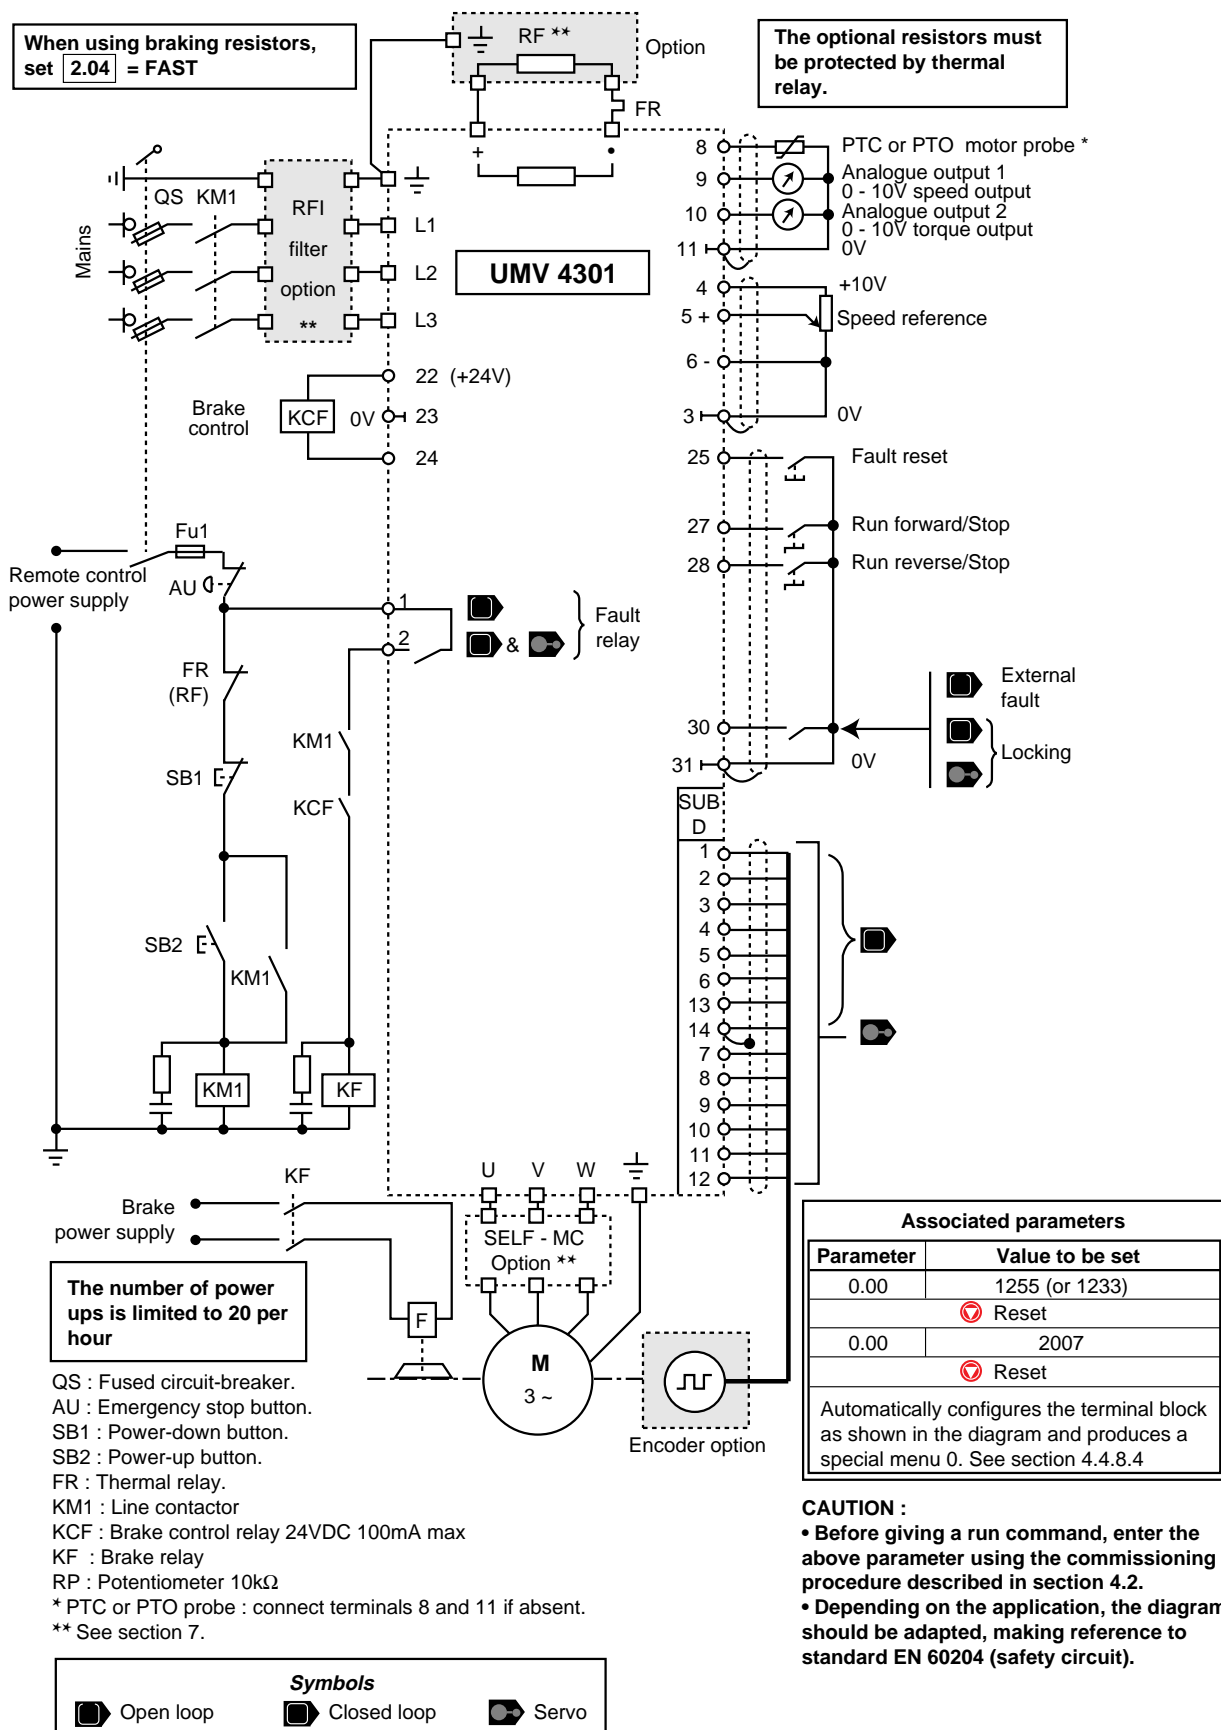 When using braking resistors,
set 2.04 = FAST
RF **
Option
FR
The optional resistors must
be protected by thermal
relay.
+
•
8
PTC or PTO motor probe *
9
Analogue output 1
0 - 10V speed output
10
Analogue output 2
0 - 10V torque output
11
0V
Mains
QS
KM1
RFI
filter
option
**
L1
L2
L3
UMV 4301
4
+10V
5 +
Speed reference
6 -
3
0V
Brake
control
KCF
22 (+24V)
0V
23
24
25
Fault reset
27
Run forward/Stop
28
Run reverse/Stop
Fu1
Remote control
power supply
AU
1
2
&
Fault
relay
FR
(RF)
SB1
KM1
KCF
30
0V
31
External
fault
Locking
SB2
KM1
KM1
KF
SUB
D
1
2
3
4
5
6
13
14
7
8
9
10
11
12
U
V
W
KF
Brake
power supply
SELF - MC
Option **
F
M
3 ~
Encoder option
The number of power
ups is limited to 20 per
hour
QS : Fused circuit-breaker.
AU : Emergency stop button.
SB1 : Power-down button.
SB2 : Power-up button.
FR : Thermal relay.
KM1 : Line contactor
KCF : Brake control relay 24VDC 100mA max
KF : Brake relay
RP : Potentiometer 10kΩ
* PTC or PTO probe : connect terminals 8 and 11 if absent.
** See section 7.
Associated parameters
Parameter Value to be set
0.00 1255 (or 1233)
Reset
0.00 2007
Reset
Automatically configures the terminal block
as shown in the diagram and produces a
special menu 0. See section 4.4.8.4
CAUTION :
• Before giving a run command, enter the
above parameter using the commissioning
procedure described in section 4.2.
• Depending on the application, the diagram
should be adapted, making reference to
standard EN 60204 (safety circuit).
Symbols
Open loop
Closed loop
Servo